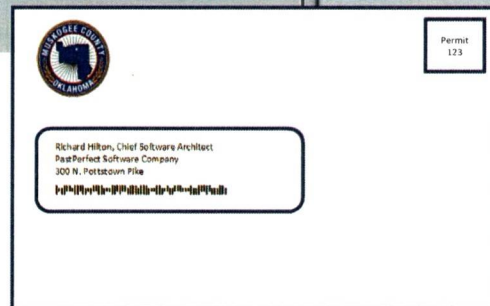 MUSKOGEE COUNTY
OKLAHOMA
Permit
123
Richard Hilton, Chief Software Architect
PastPerfect Software Company
300 N. Pottstown Pike